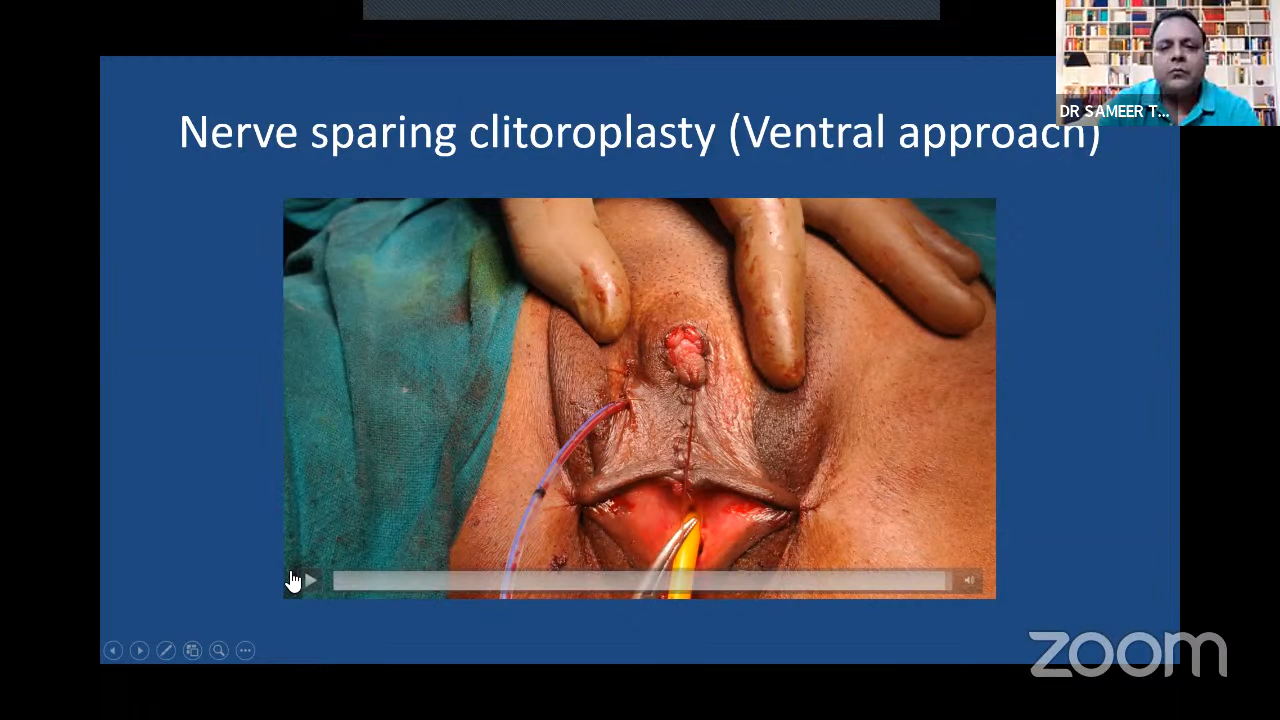 DR SAMEER T...
Nerve sparing clitoroplasty (Ventral approach)
zoom